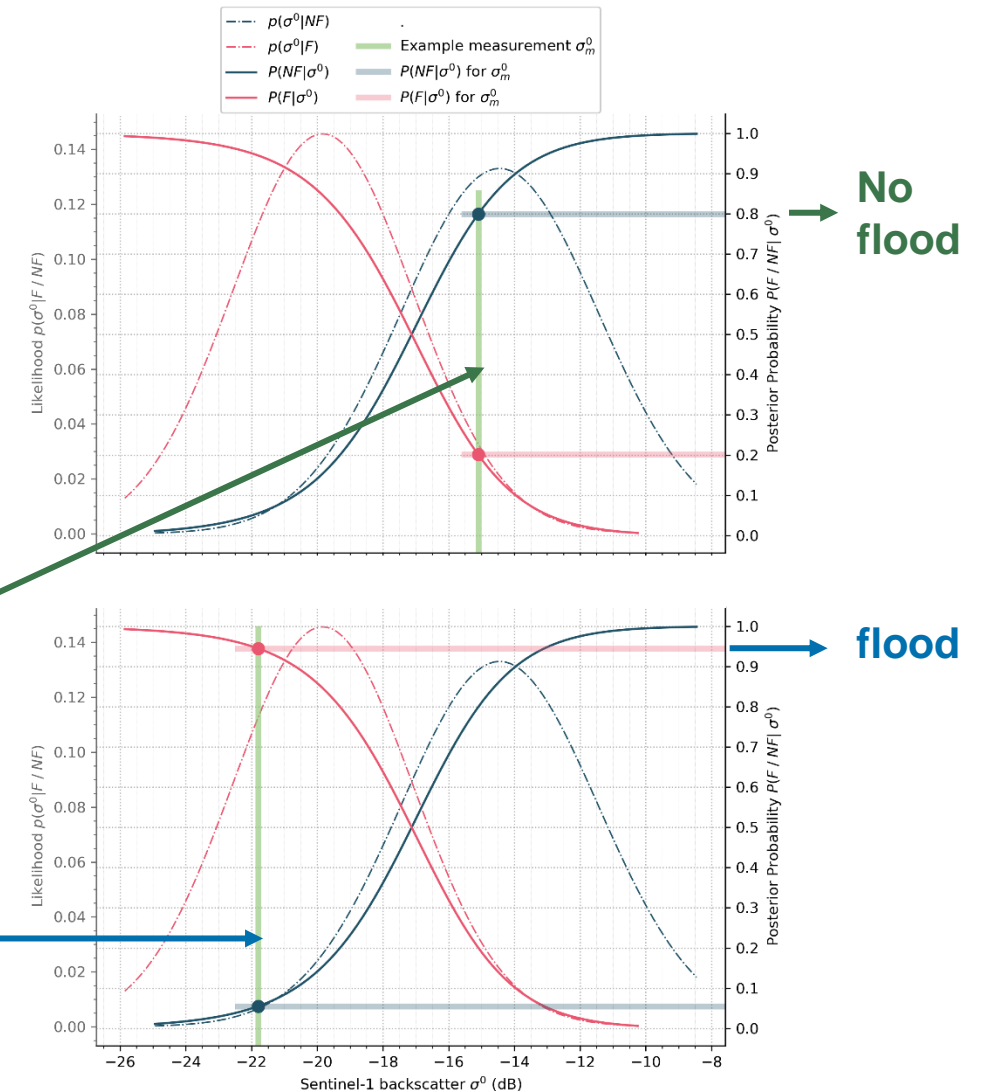 p(σ⁰|NF)
p(σ⁰|F)
P(NF|σ⁰)
P(F|σ⁰)
.
Example measurement σ⁰ₘ
P(NF|σ⁰) for σ⁰ₘ
P(F|σ⁰) for σ⁰ₘ
Likelihood p(σ⁰|F / NF)
0.14
0.12
0.10
0.08
0.06
0.04
0.02
0.00
1.0
0.9
0.8
0.7
0.6
0.5
0.4
0.3
0.2
0.1
0.0
Posterior Probability P(F / NF| σ⁰)
No
flood
Likelihood p(σ⁰|F / NF)
0.14
0.12
0.10
0.08
0.06
0.04
0.02
0.00
1.0
0.9
0.8
0.7
0.6
0.5
0.4
0.3
0.2
0.1
0.0
Posterior Probability P(F / NF| σ⁰)
flood
−26 −24 −22 −20 −18 −16 −14 −12 −10 −8
Sentinel-1 backscatter σ⁰ (dB)